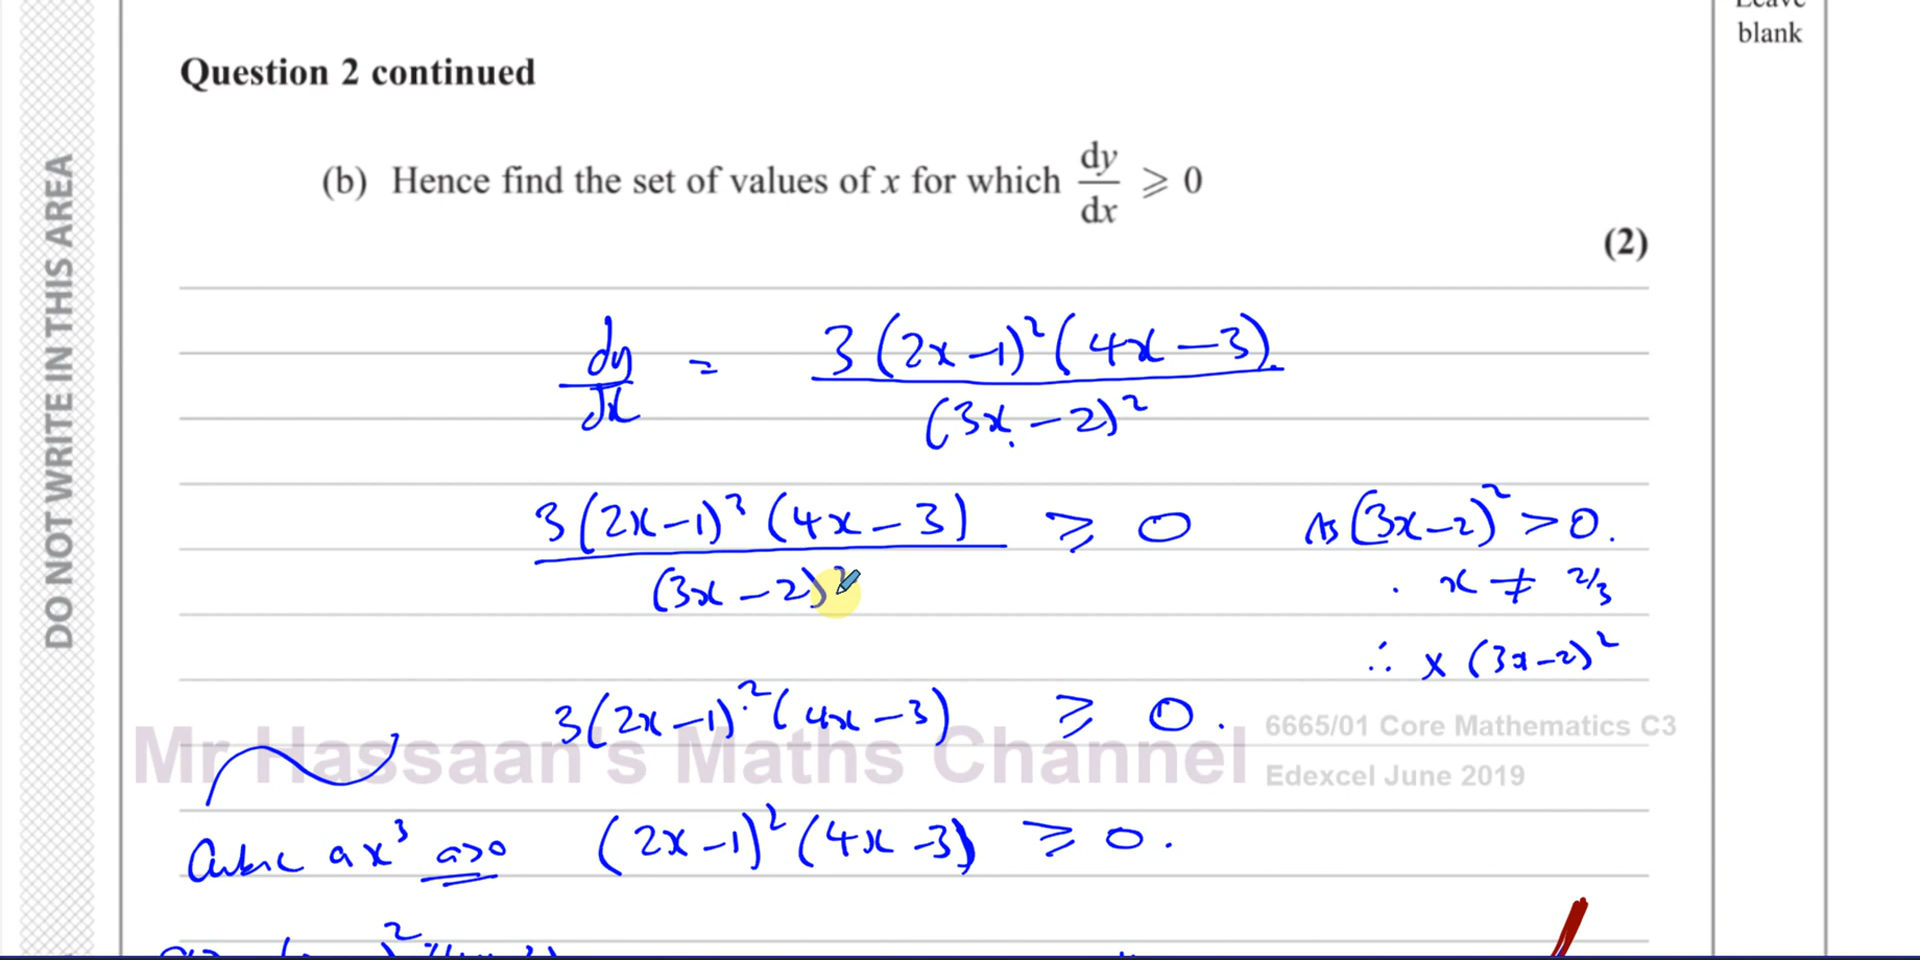 Leave
blank
Question 2 continued
(b) Hence find the set of values of x for which dy/dx ⩾ 0
(2)
dy/dx = 3(2x-1)²(4x-3) / (3x-2)²
3(2x-1)²(4x-3) / (3x-2)² ⩾ 0 As (3x-2)² > 0.
x ≠ 2/3
∴ x (3x-2)²
3(2x-1)²(4x-3) ⩾ 0.
Mr Hassaan's Maths Channel
6665/01 Core Mathematics C3
Edexcel June 2019
Cubic ax³ a>0 (2x-1)²(4x-3) ⩾ 0.
DO NOT WRITE IN THIS AREA